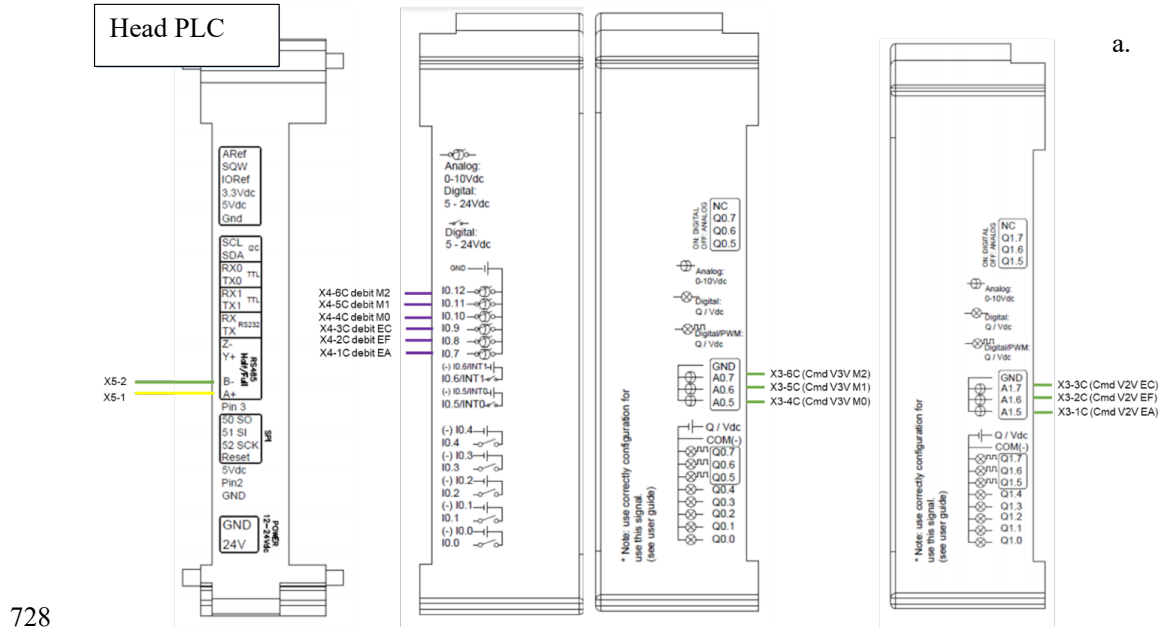 Head PLC
a.
ARef
SQW
IORef
3.3Vdc
5Vdc
Gnd
SCL I2C
SDA
RX0 TTL
TX0
RX1 TTL
TX1
RX RS232
TX
Z-
Y+
RS485
Half/Full
X5-2 B-
X5-1 A+
Pin 3
50 SO
51 SI
52 SCK
Reset
SPI
5Vdc
Pin2
GND
GND
24V
POWER
12~24Vdc
Analog:
0-10Vdc
Digital:
5 - 24Vdc
Digital:
5 - 24Vdc
GND
X4-6C debit M2 I0.12
X4-5C debit M1 I0.11
X4-4C debit M0 I0.10
X4-3C debit EC I0.9
X4-2C debit EF I0.8
X4-1C debit EA I0.7
(-) I0.6/INT1
I0.6/INT1
(-) I0.5/INT0
I0.5/INT0
(-) I0.4
I0.4
(-) I0.3
I0.3
(-) I0.2
I0.2
(-) I0.1
I0.1
(-) I0.0
I0.0
ON: DIGITAL
OFF: ANALOG
NC
Q0.7
Q0.6
Q0.5
Analog:
0-10Vdc
Digital:
Q / Vdc
Digital/PWM:
Q / Vdc
GND
A0.7 X3-6C (Cmd V3V M2)
A0.6 X3-5C (Cmd V3V M1)
A0.5 X3-4C (Cmd V3V M0)
Q / Vdc
COM(-)
Q0.7
Q0.6
Q0.5
Q0.4
Q0.3
Q0.2
Q0.1
Q0.0
* Note: use correctly configuration for
use this signal.
(see user guide)
ON: DIGITAL
OFF: ANALOG
NC
Q1.7
Q1.6
Q1.5
Analog:
0-10Vdc
Digital:
Q / Vdc
Digital/PWM:
Q / Vdc
GND
A1.7 X3-3C (Cmd V2V EC)
A1.6 X3-2C (Cmd V2V EF)
A1.5 X3-1C (Cmd V2V EA)
Q / Vdc
COM(-)
Q1.7
Q1.6
Q1.5
Q1.4
Q1.3
Q1.2
Q1.1
Q1.0
* Note: use correctly configuration for
use this signal.
(see user guide)
728